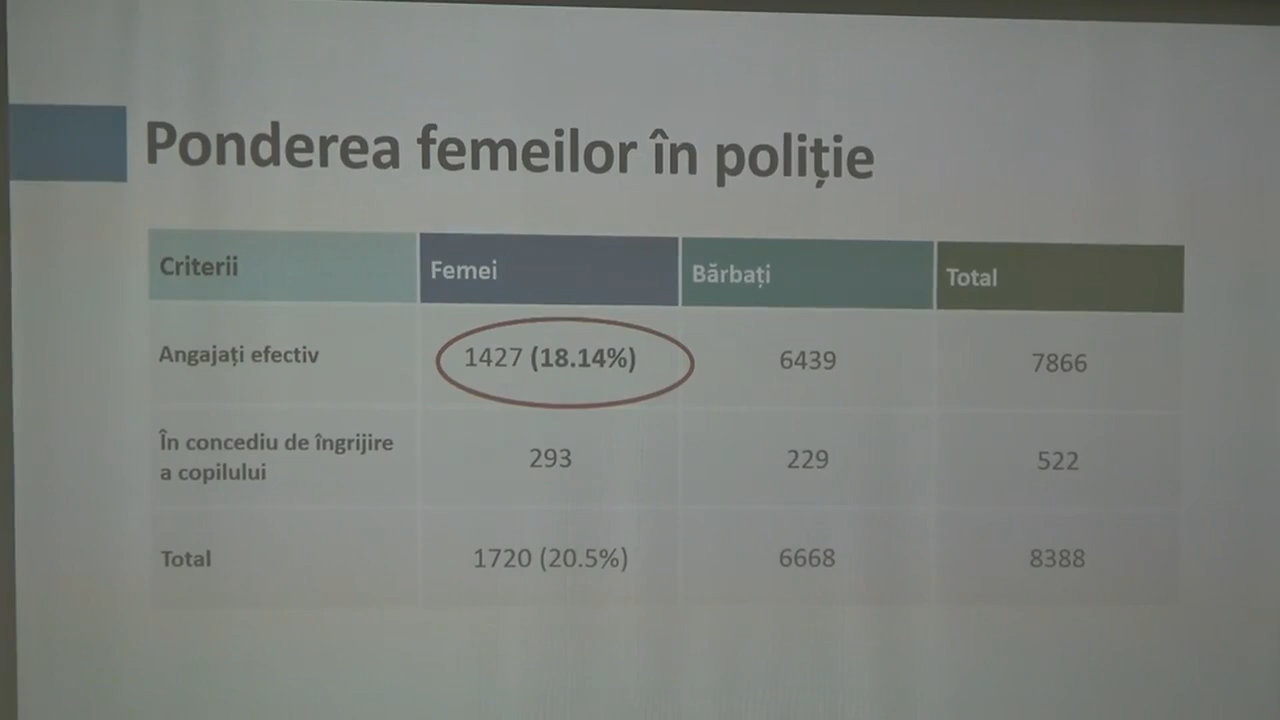 Ponderea femeilor în poliție
Criterii Femei Bărbați Total
Angajați efectiv 1427 (18.14%) 6439 7866
În concediu de îngrijire
a copilului 293 229 522
Total 1720 (20.5%) 6668 8388